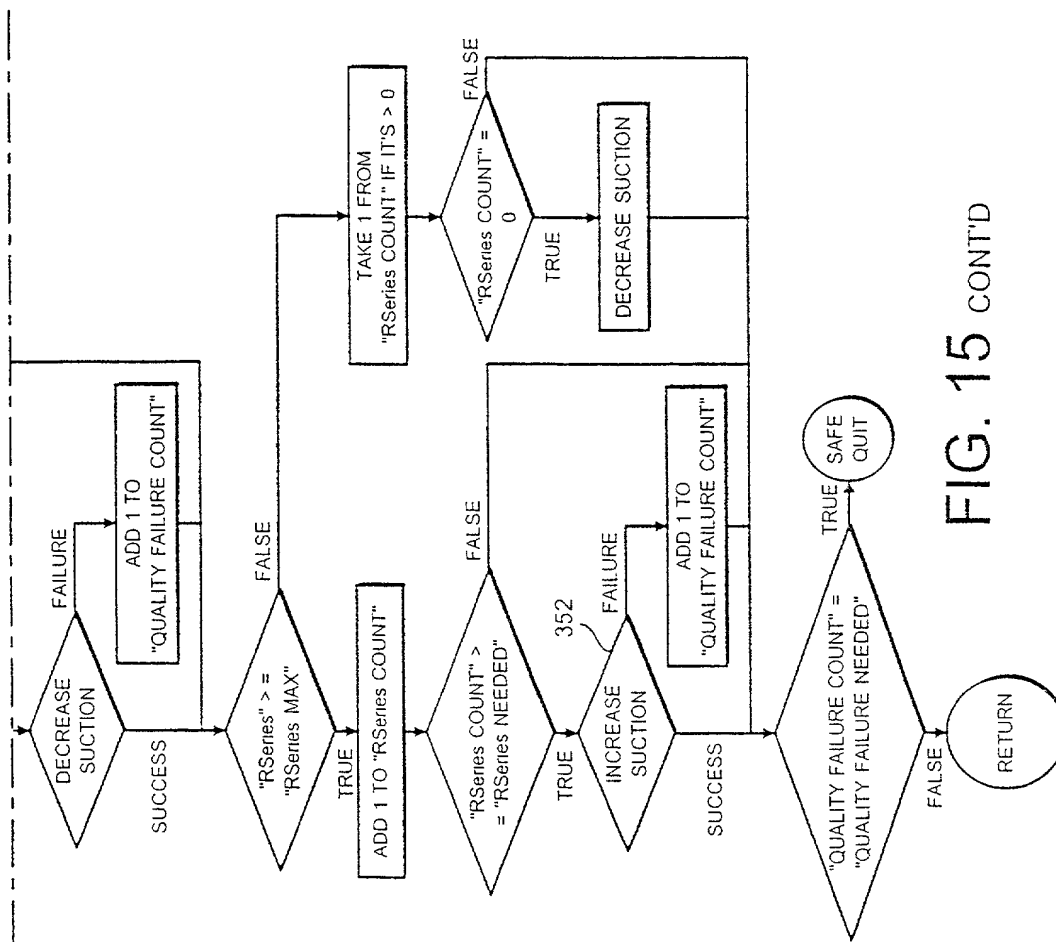 DECREASE
SUCTION
FAILURE
ADD 1 TO
"QUALITY FAILURE COUNT"
SUCCESS
"RSeries" > =
"RSeries MAX"
FALSE
TRUE
TAKE 1 FROM
"RSeries COUNT" IF IT'S > 0
ADD 1 TO "RSeries COUNT"
"RSeries COUNT" =
0
FALSE
TRUE
DECREASE SUCTION
"RSeries COUNT" >
= "RSeries NEEDED"
FALSE
TRUE
352
INCREASE
SUCTION
FAILURE
ADD 1 TO
"QUALITY FAILURE COUNT"
SUCCESS
"QUALITY FAILURE COUNT" =
"QUALITY FAILURE NEEDED"
TRUE
SAFE
QUIT
FALSE
RETURN
FIG. 15 CONT'D